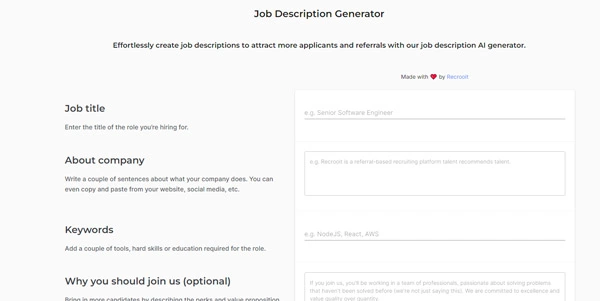 Job Description Generator
Effortlessly create job descriptions to attract more applicants and referrals with our job description AI generator.
Made with ❤ by Recroot
Job title
Enter the title of the role you're hiring for.
e.g. Senior Software Engineer
About company
Write a couple of sentences about what your company does. You can
even copy and paste from your website, social media, etc.
e.g. Recroot is a referral-based recruiting platform talent recommends talent
Keywords
Add a couple of tools, hard skills or education required for the role.
e.g. NodeJS, React, AWS
Why you should join us (optional)
Bring in more candidates by describing the perks and value proposition
If you join us, you'll be working in a team of professionals, passionate about solving problems
that haven't been solved before (we're not just saying this). We are committed to excellence and
value quality over quantity.